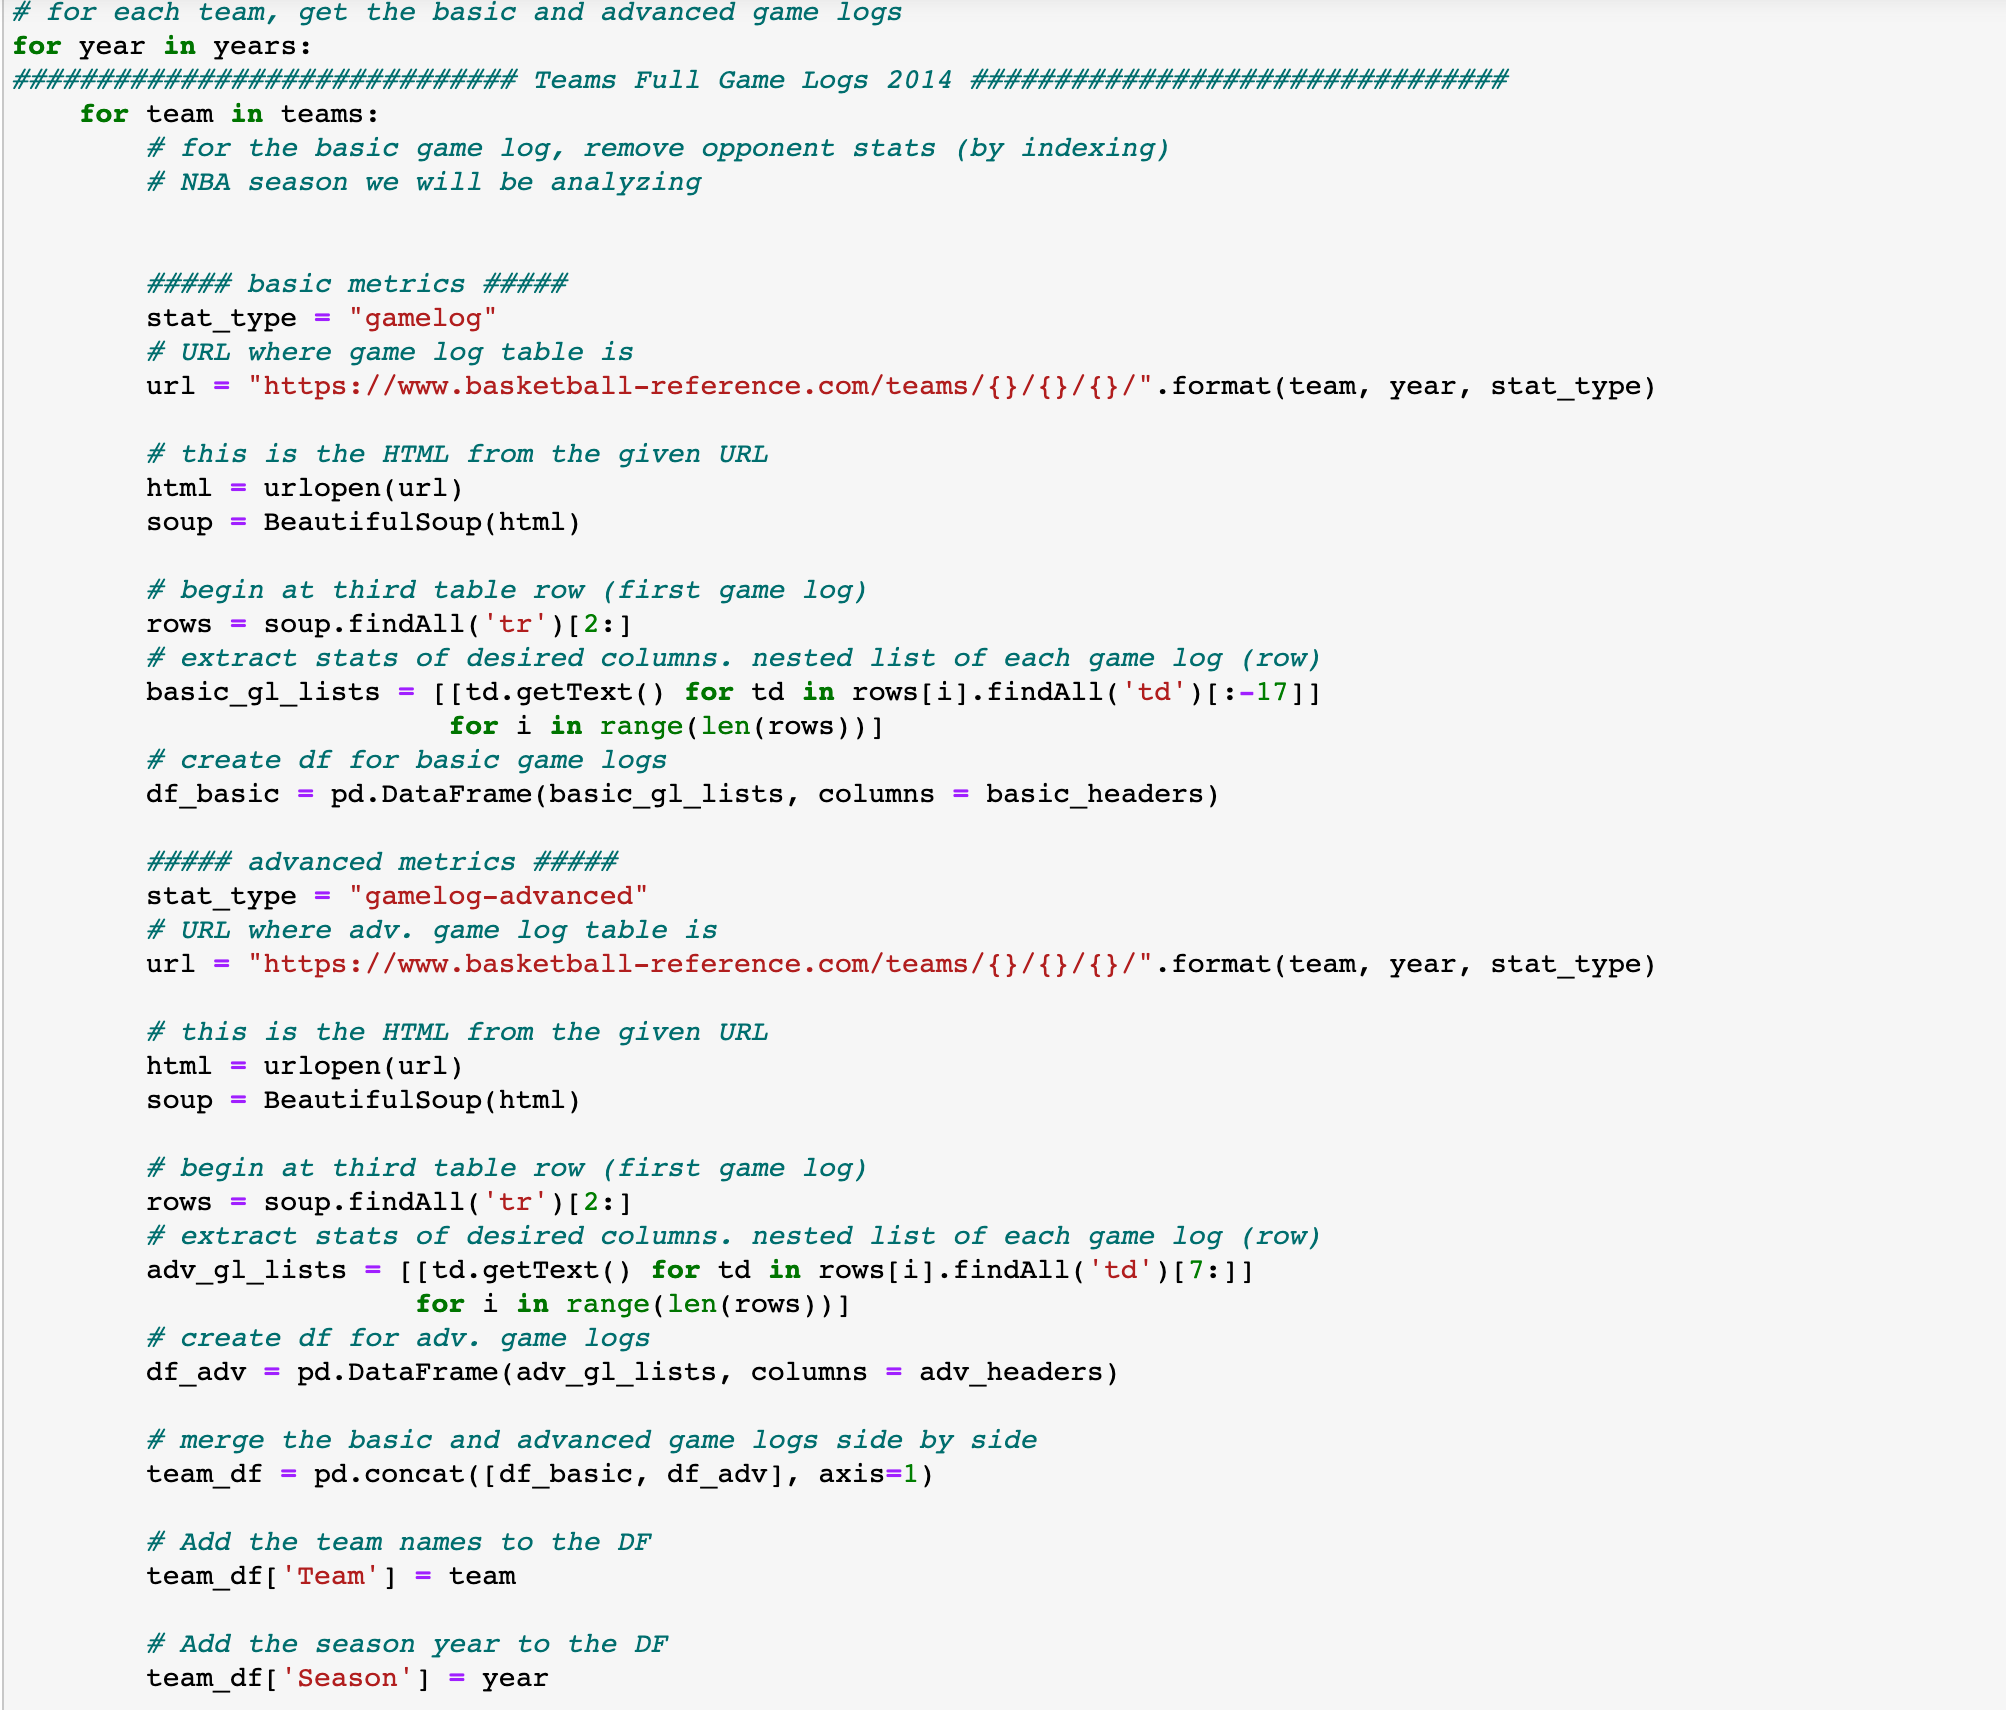 # for each team, get the basic and advanced game logs
for year in years:
############################## Teams Full Game Logs 2014 ################################
    for team in teams:
        # for the basic game log, remove opponent stats (by indexing)
        # NBA season we will be analyzing
        ##### basic metrics #####
        stat_type = "gamelog"
        # URL where game log table is
        url = "https://www.basketball-reference.com/teams/{}/{}/{}/".format(team, year, stat_type)
        # this is the HTML from the given URL
        html = urlopen(url)
        soup = BeautifulSoup(html)
        # begin at third table row (first game log)
        rows = soup.findAll('tr')[2:]
        # extract stats of desired columns. nested list of each game log (row)
        basic_gl_lists = [[td.getText() for td in rows[i].findAll('td')[:-17]]
                          for i in range(len(rows))]
        # create df for basic game logs
        df_basic = pd.DataFrame(basic_gl_lists, columns = basic_headers)
        ##### advanced metrics #####
        stat_type = "gamelog-advanced"
        # URL where adv. game log table is
        url = "https://www.basketball-reference.com/teams/{}/{}/{}/".format(team, year, stat_type)
        # this is the HTML from the given URL
        html = urlopen(url)
        soup = BeautifulSoup(html)
        # begin at third table row (first game log)
        rows = soup.findAll('tr')[2:]
        # extract stats of desired columns. nested list of each game log (row)
        adv_gl_lists = [[td.getText() for td in rows[i].findAll('td')[7:]]
                        for i in range(len(rows))]
        # create df for adv. game logs
        df_adv = pd.DataFrame(adv_gl_lists, columns = adv_headers)
        # merge the basic and advanced game logs side by side
        team_df = pd.concat([df_basic, df_adv], axis=1)
        # Add the team names to the DF
        team_df['Team'] = team
        # Add the season year to the DF
        team_df['Season'] = year